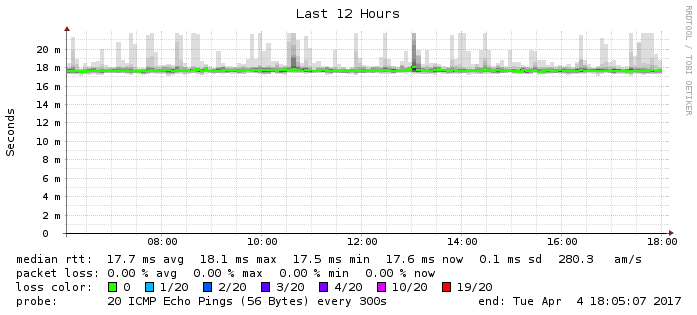 Last 12 Hours
RRDTOOL / TOBI OETIKER
Seconds
20 m
18 m
16 m
14 m
12 m
10 m
8 m
6 m
4 m
2 m
0
08:00 10:00 12:00 14:00 16:00 18:00
median rtt: 17.7 ms avg 18.1 ms max 17.5 ms min 17.6 ms now 0.1 ms sd 280.3 am/s
packet loss: 0.00 % avg 0.00 % max 0.00 % min 0.00 % now
loss color: 0 1/20 2/20 3/20 4/20 10/20 19/20
probe: 20 ICMP Echo Pings (56 Bytes) every 300s end: Tue Apr 4 18:05:07 2017